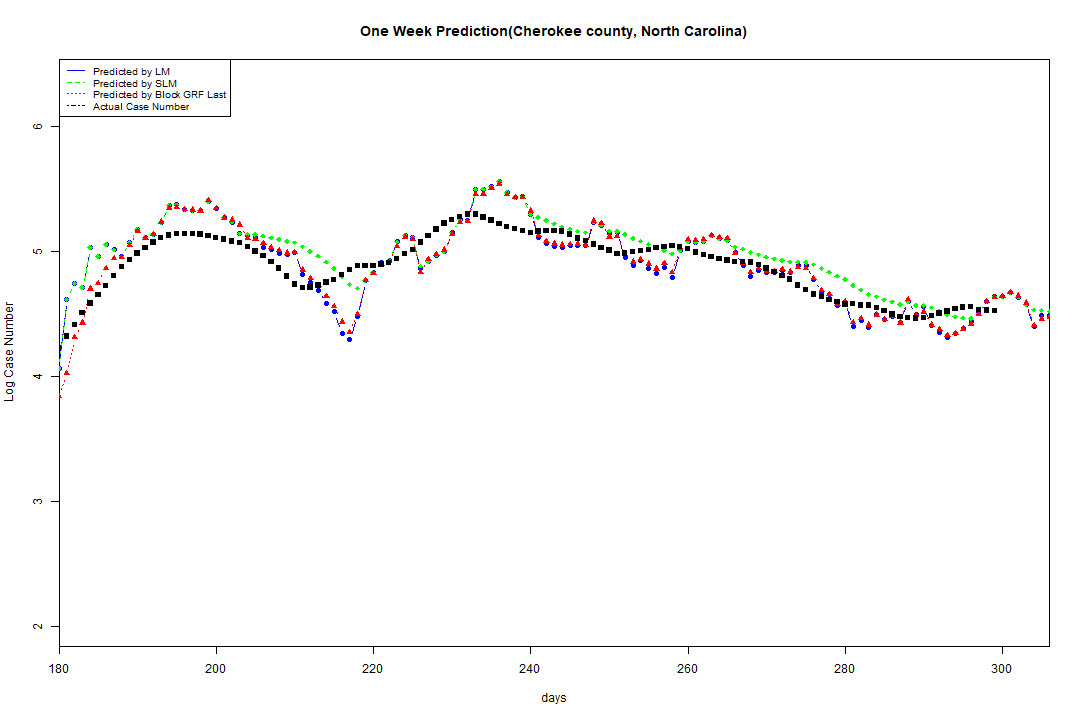 One Week Prediction(Cherokee county, North Carolina)
Predicted by LM
Predicted by SLM
Predicted by Block GRF Last
Actual Case Number
6
5
4
3
2
Log Case Number
180 200 220 240 260 280 300
days